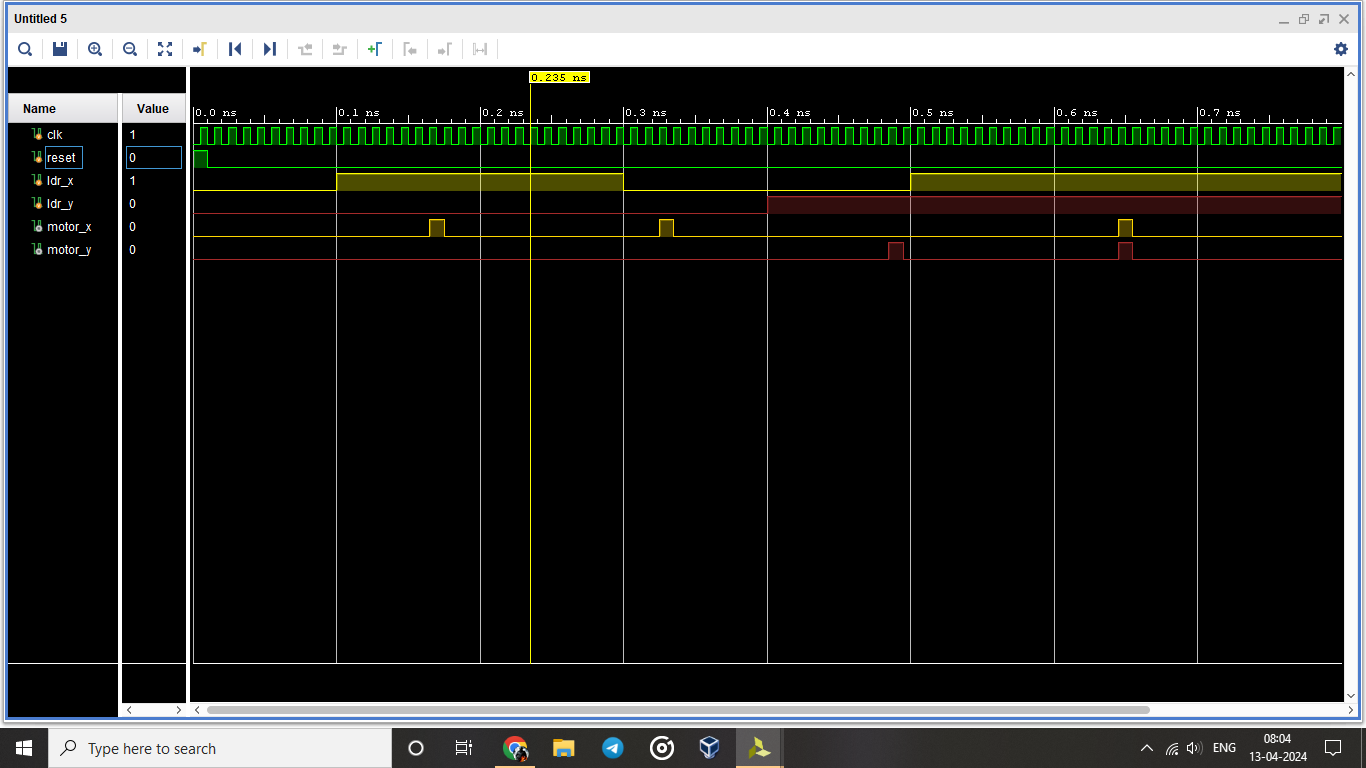 Untitled 5
0.235 ns
Name Value
0.0 ns 0.1 ns 0.2 ns 0.3 ns 0.4 ns 0.5 ns 0.6 ns 0.7 ns
clk 1
reset 0
ldr_x 1
ldr_y 0
motor_x 0
motor_y 0
Type here to search
ENG
08:04
13-04-2024